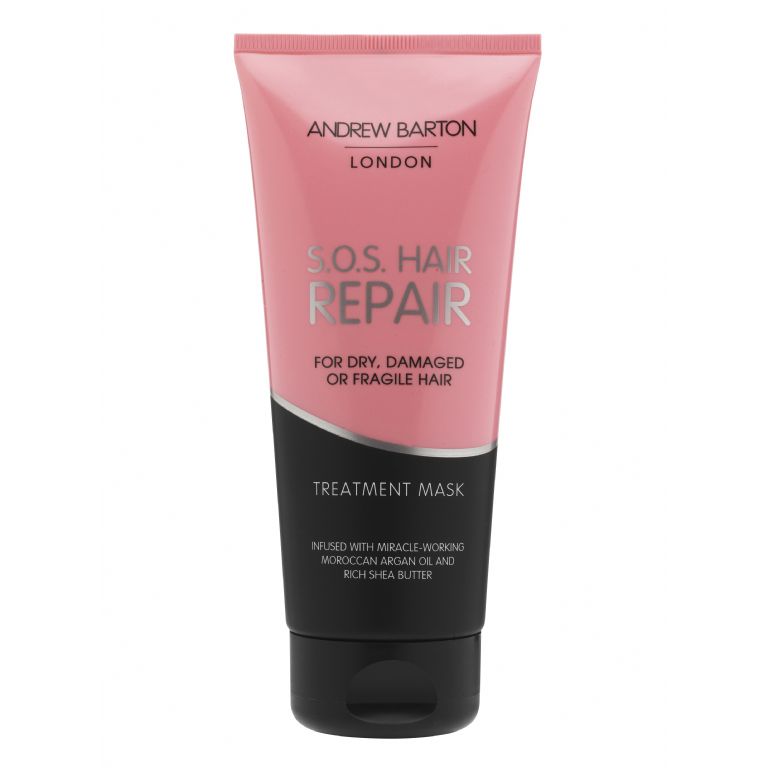 ANDREW BARTON
LONDON
S.O.S. HAIR
REPAIR
FOR DRY, DAMAGED
OR FRAGILE HAIR
TREATMENT MASK
INFUSED WITH MIRACLE-WORKING
MOROCCAN ARGAN OIL AND
RICH SHEA BUTTER